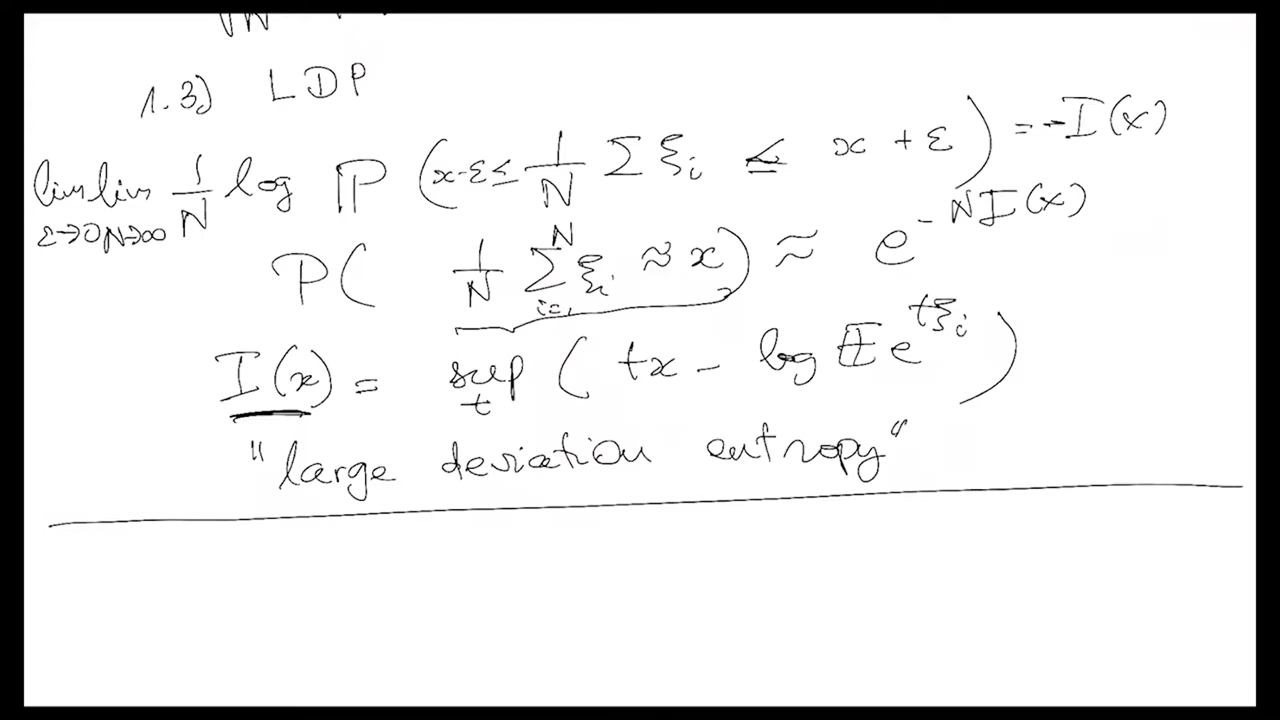 1.3) LDP
lim lim 1/N log ℙ (x-ε ≤ 1/N Σ ξ_i ≤ x + ε) = -I(x)
ε→0 N→∞
P( 1/N Σ_{i=1}^N ξ_i ≈ x) ≈ e^{-N I(x)}
I(x) = sup_t ( tx - log 𝔼 e^{tξ_i} )
"large deviation entropy"